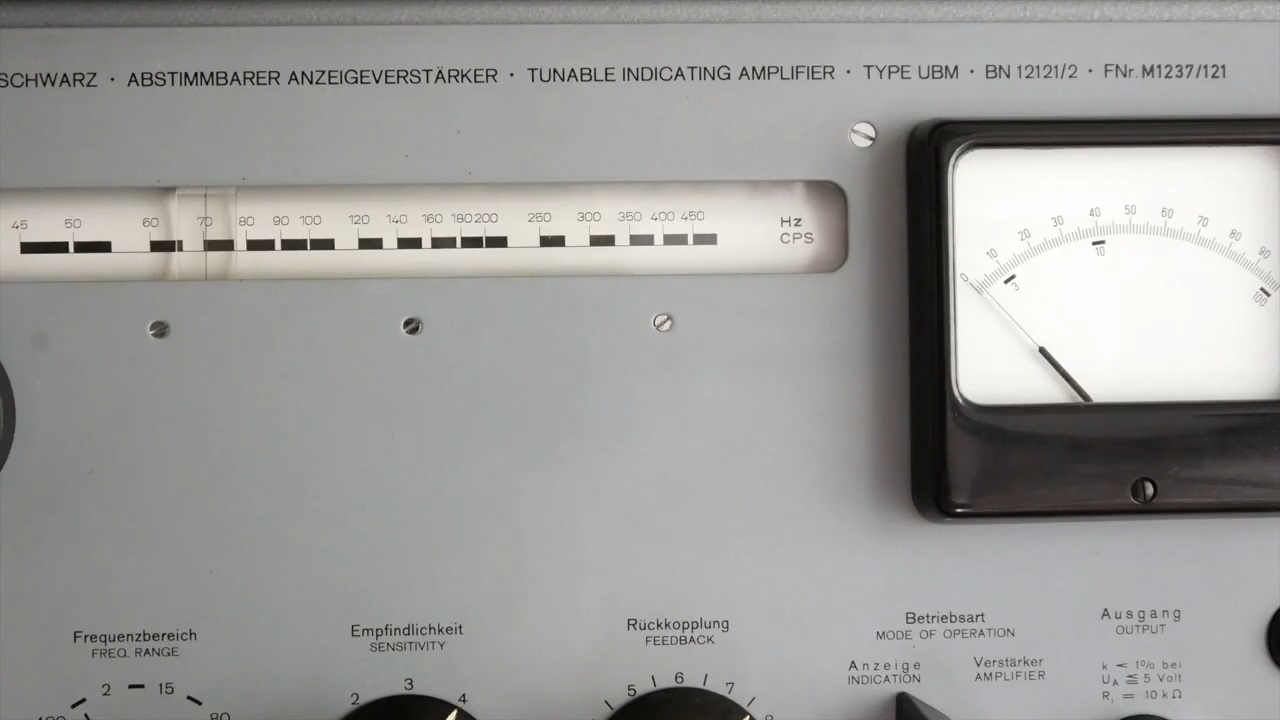 SCHWARZ · ABSTIMMBARER ANZEIGEVERSTÄRKER · TUNABLE INDICATING AMPLIFIER · TYPE UBM · BN 12121/2 · FNr. M1237/121
45 50 60 70 80 90 100 120 140 160 180 200 250 300 350 400 450
Hz
CPS
0 10 20 30 40 50 60 70 80 90 100
3 10
Frequenzbereich
FREQ. RANGE
2 15
80
Empfindlichkeit
SENSITIVITY
2 3 4
Rückkopplung
FEEDBACK
5 6 7
Betriebsart
MODE OF OPERATION
Anzeige
INDICATION
Verstärker
AMPLIFIER
Ausgang
OUTPUT
k < 1% bei
UA ≦ 5 Volt
Ri = 10 kΩ